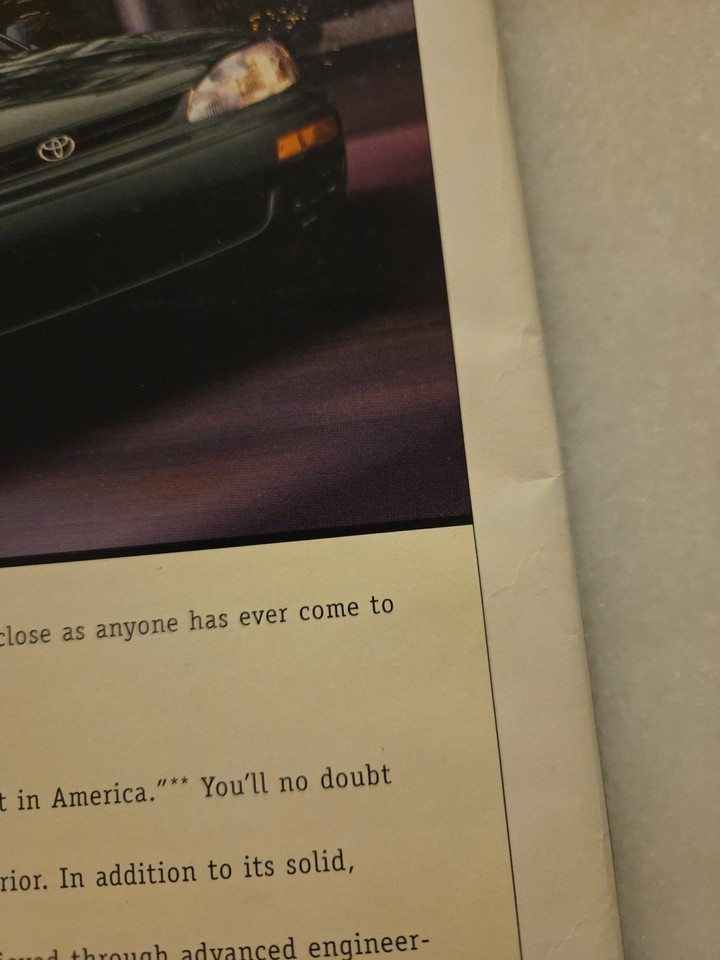 close as anyone has ever come to
t in America."** You'll no doubt
rior. In addition to its solid,
through advanced engineer-